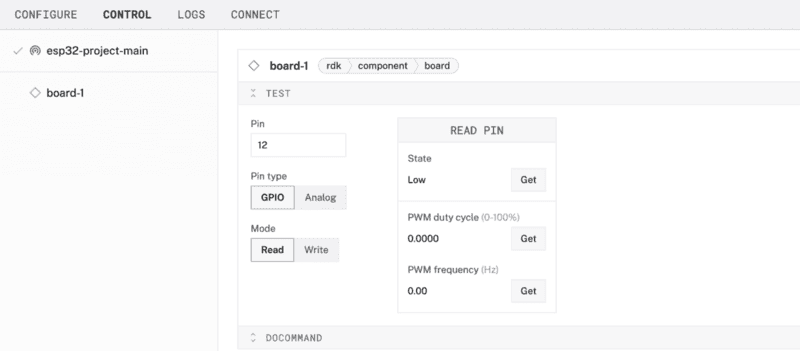 CONFIGURE CONTROL LOGS CONNECT
esp32-project-main
board-1
board-1 rdk component board
TEST
Pin
12
Pin type
GPIO Analog
Mode
Read Write
READ PIN
State
Low Get
PWM duty cycle (0-100%)
0.0000 Get
PWM frequency (Hz)
0.00 Get
DOCOMMAND